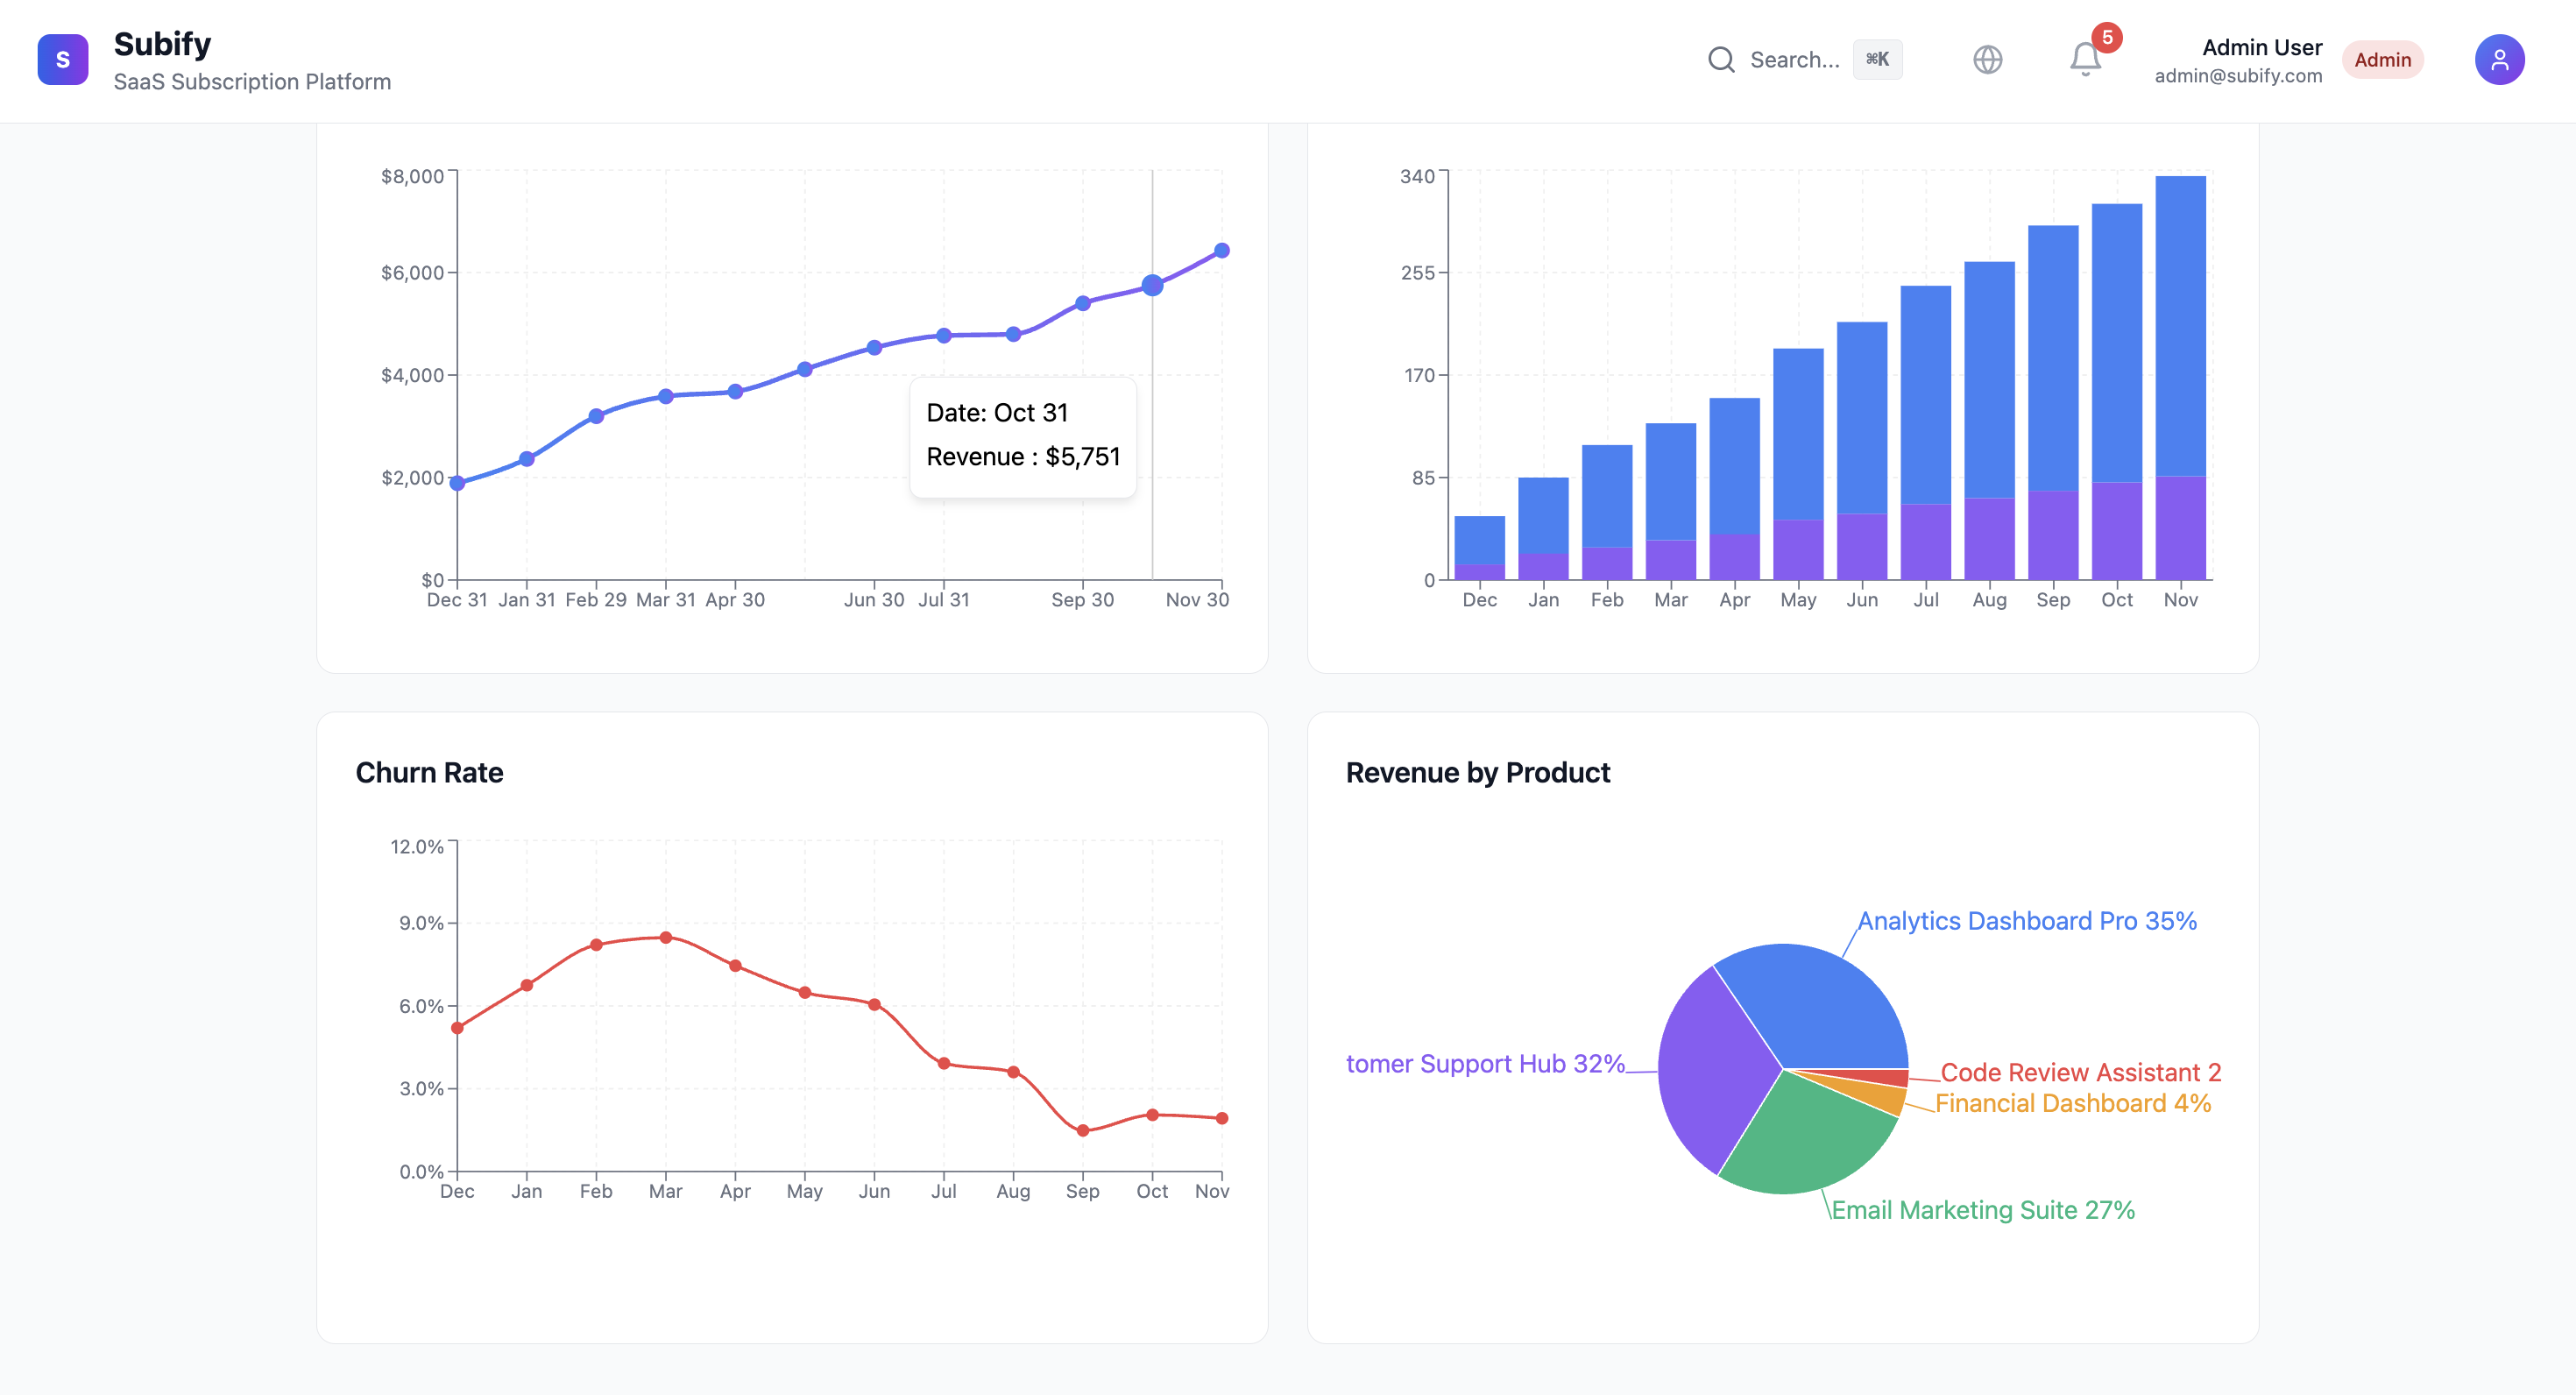 S
Subify
SaaS Subscription Platform
Search...
⌘K
5
Admin User
admin@subify.com
Admin
$8,000
$6,000
$4,000
$2,000
$0
Dec 31 Jan 31 Feb 29 Mar 31 Apr 30 Jun 30 Jul 31 Sep 30 Nov 30
Date: Oct 31
Revenue : $5,751
340
255
170
85
0
Dec Jan Feb Mar Apr May Jun Jul Aug Sep Oct Nov
Churn Rate
12.0%
9.0%
6.0%
3.0%
0.0%
Dec Jan Feb Mar Apr May Jun Jul Aug Sep Oct Nov
Revenue by Product
Analytics Dashboard Pro 35%
tomer Support Hub 32%
Code Review Assistant 2
Financial Dashboard 4%
Email Marketing Suite 27%